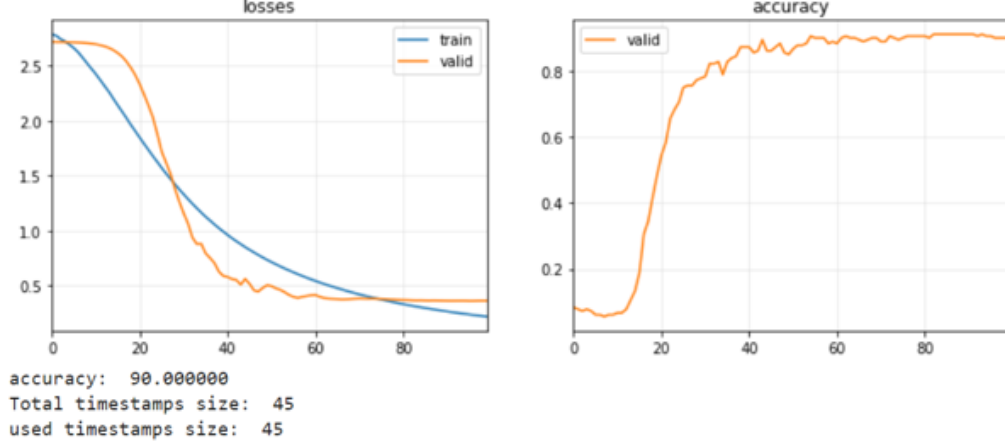 losses
accuracy
train
valid
valid
2.5
2.0
1.5
1.0
0.5
0 20 40 60 80
0.8
0.6
0.4
0.2
0 20 40 60 80
accuracy: 90.000000
Total timestamps size: 45
used timestamps size: 45